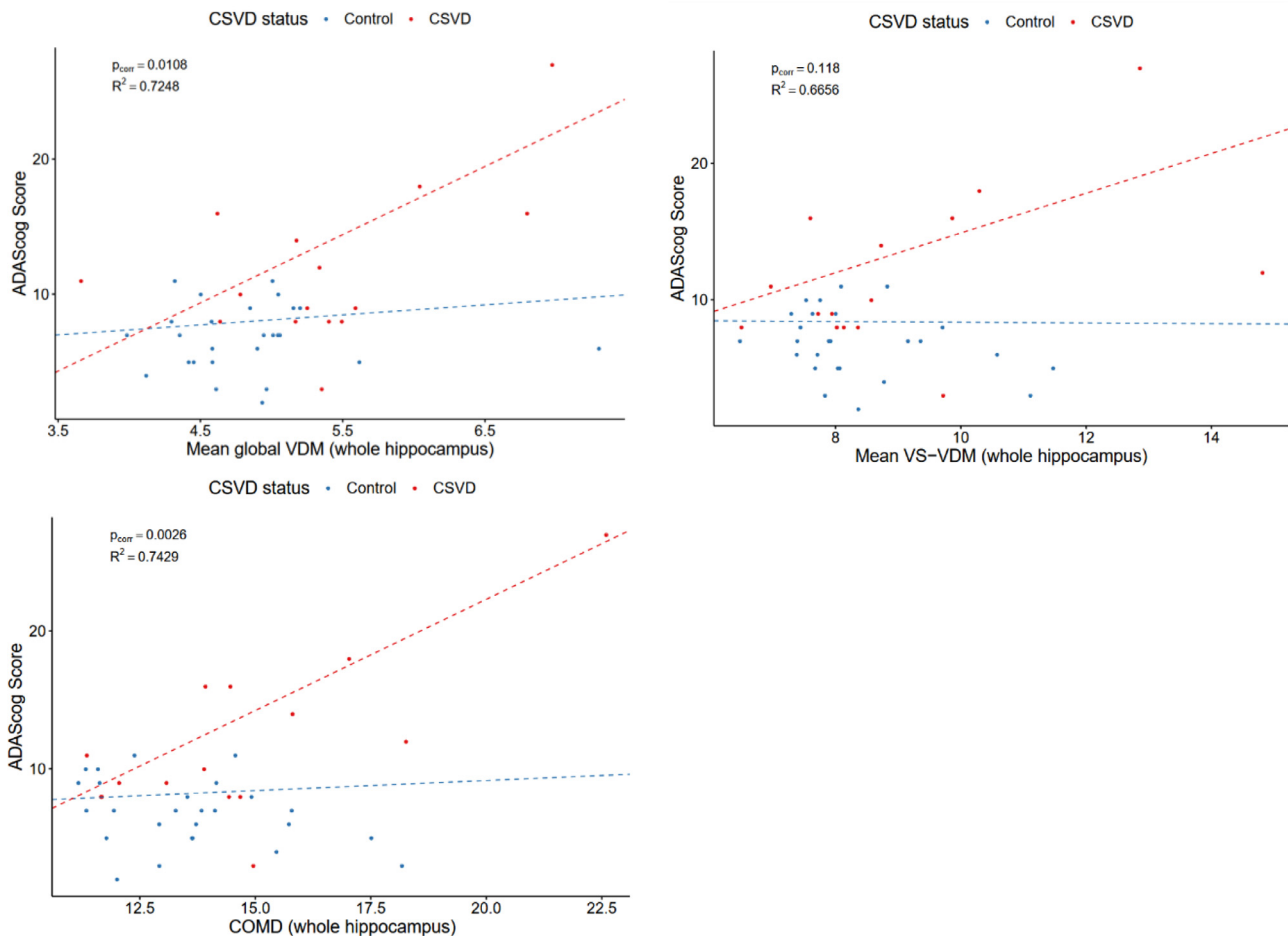 CSVD status Control CSVD
pcorr = 0.0108
R² = 0.7248
ADAScog Score
20
10
3.5 4.5 5.5 6.5
Mean global VDM (whole hippocampus)
CSVD status Control CSVD
pcorr = 0.118
R² = 0.6656
ADAScog Score
20
10
8 10 12 14
Mean VS−VDM (whole hippocampus)
CSVD status Control CSVD
pcorr = 0.0026
R² = 0.7429
ADAScog Score
20
10
12.5 15.0 17.5 20.0 22.5
COMD (whole hippocampus)